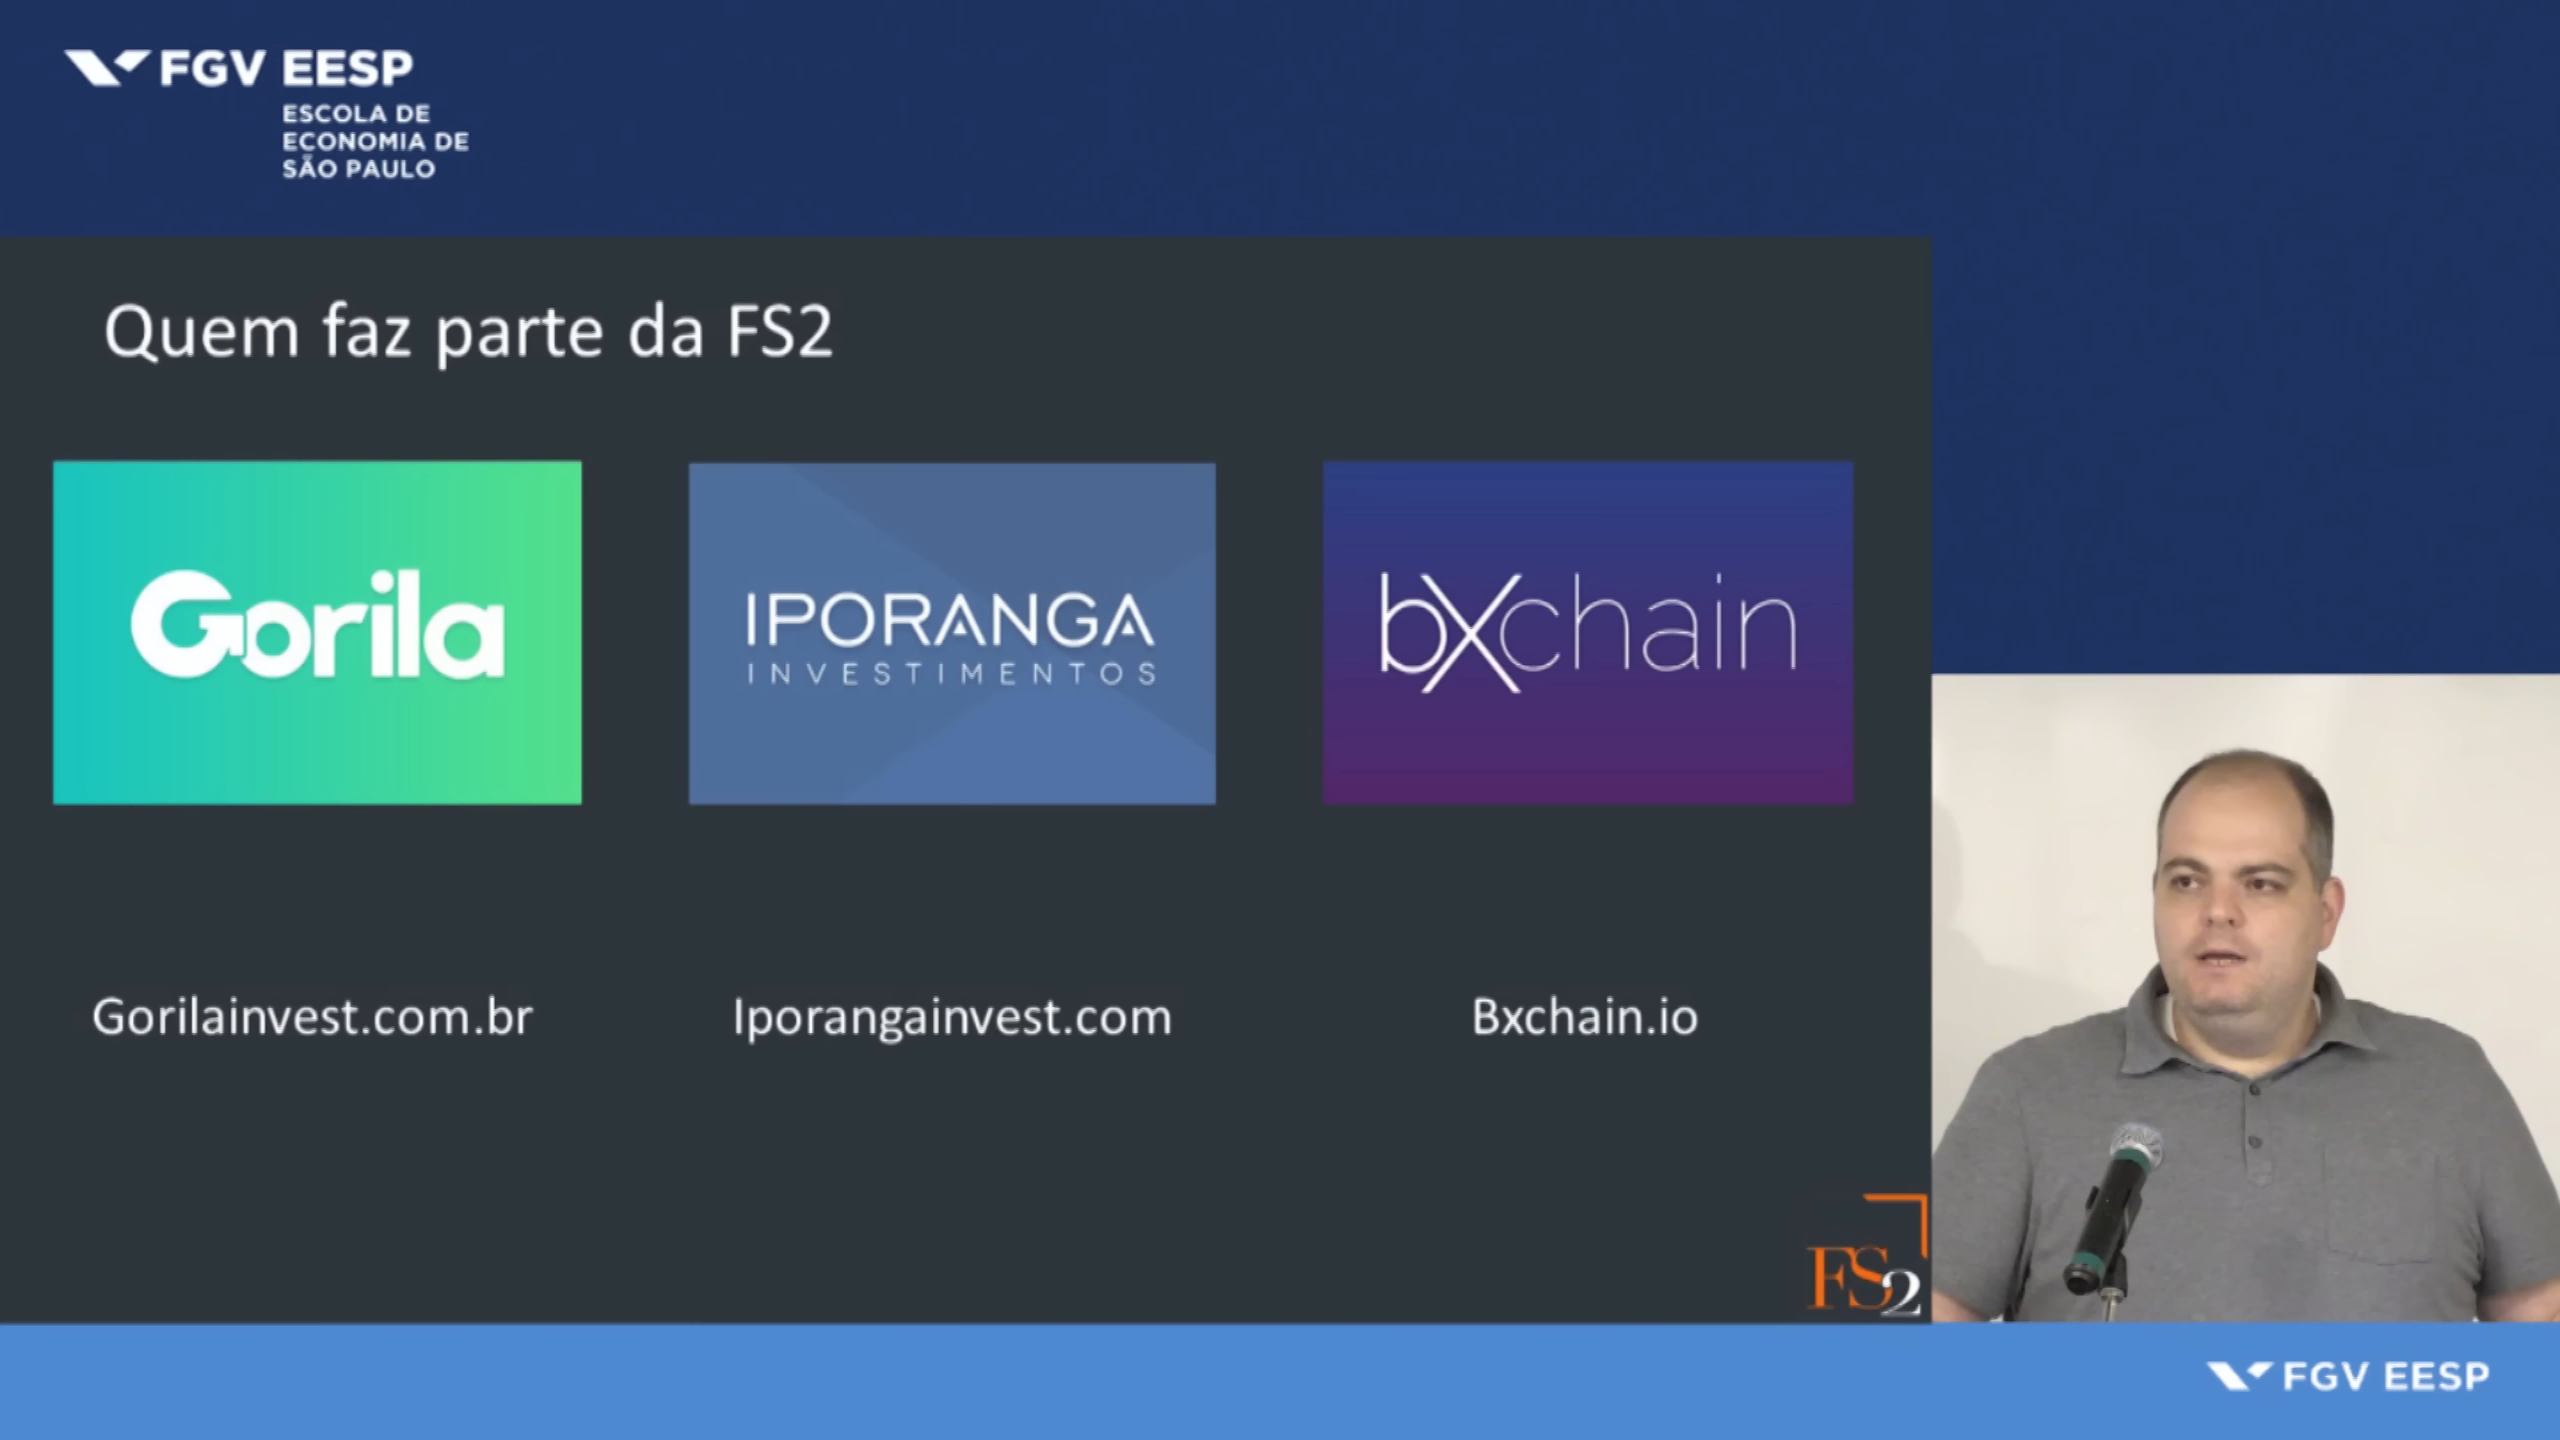 FGV EESP
ESCOLA DE
ECONOMIA DE
SÃO PAULO
Quem faz parte da FS2
Gorila
IPORANGA
INVESTIMENTOS
bXchain
Gorilainvest.com.br
Iporangainvest.com
Bxchain.io
FS2
FGV EESP